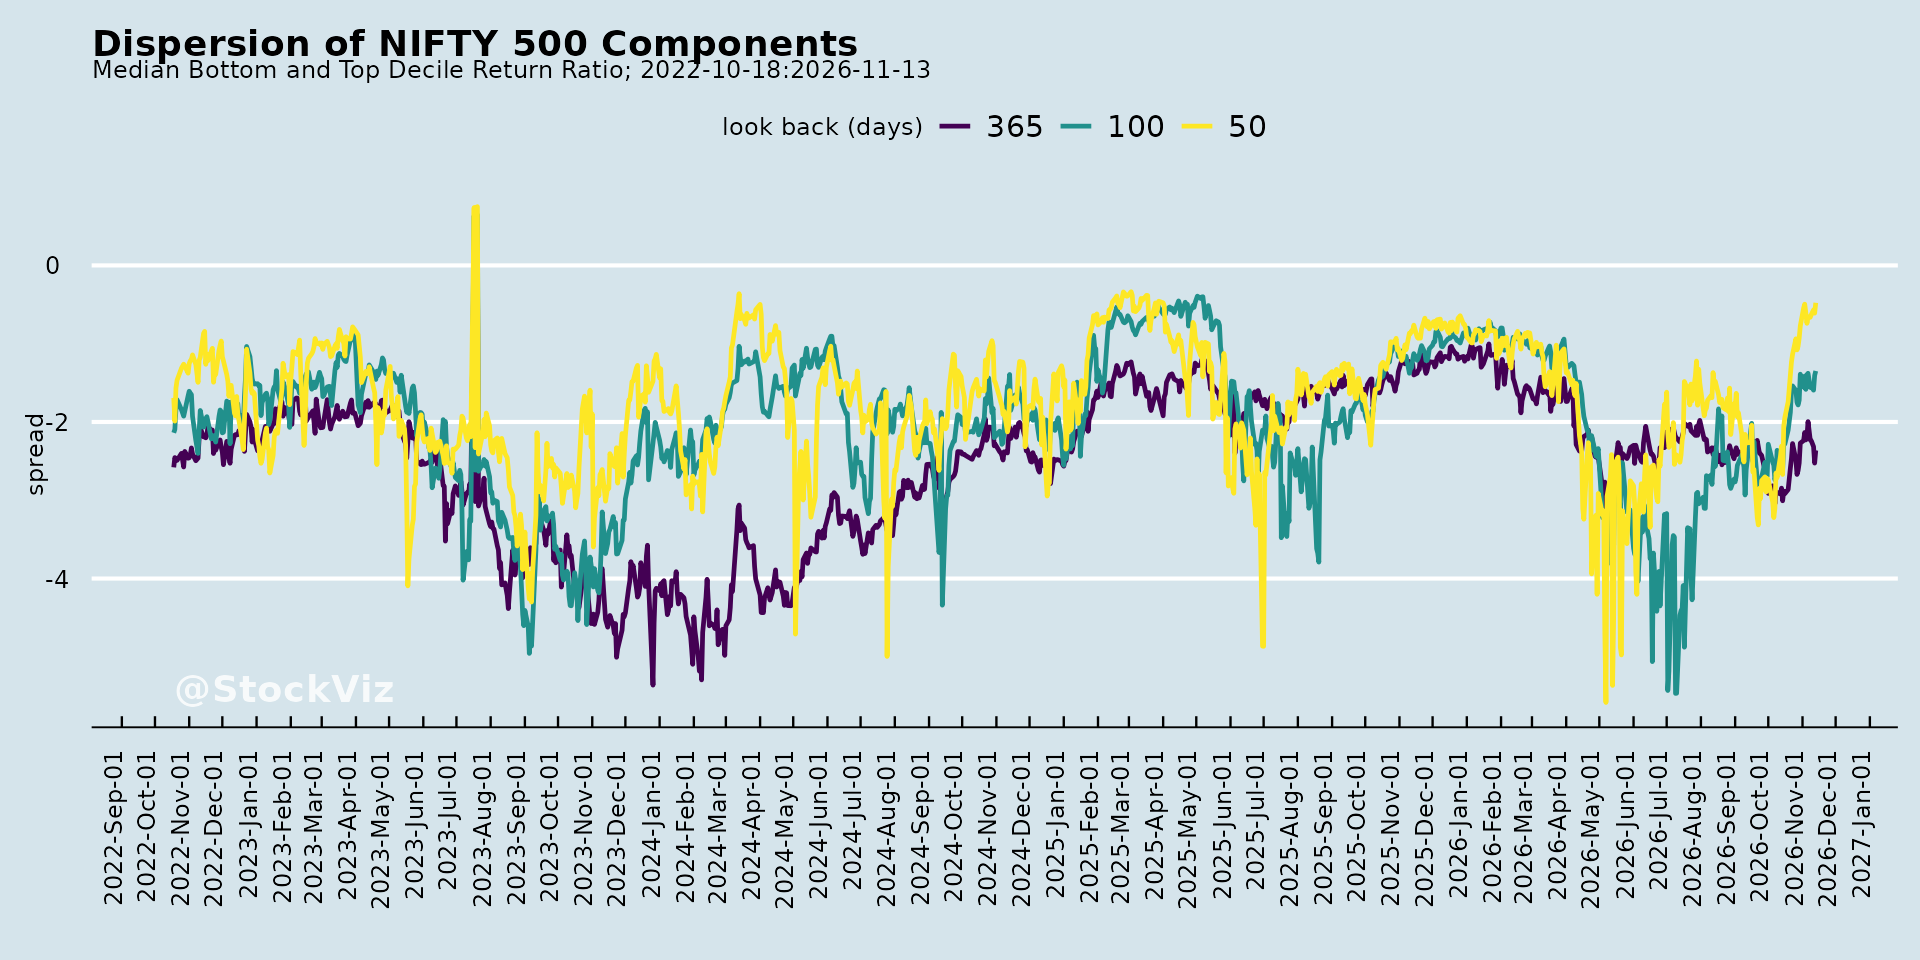 Dispersion of NIFTY 500 Components
Median Bottom and Top Decile Return Ratio; 2022-10-18:2026-11-13
look back (days) 365 100 50
0
-2
-4
spread
@StockViz
2022-Sep-01
2022-Oct-01
2022-Nov-01
2022-Dec-01
2023-Jan-01
2023-Feb-01
2023-Mar-01
2023-Apr-01
2023-May-01
2023-Jun-01
2023-Jul-01
2023-Aug-01
2023-Sep-01
2023-Oct-01
2023-Nov-01
2023-Dec-01
2024-Jan-01
2024-Feb-01
2024-Mar-01
2024-Apr-01
2024-May-01
2024-Jun-01
2024-Jul-01
2024-Aug-01
2024-Sep-01
2024-Oct-01
2024-Nov-01
2024-Dec-01
2025-Jan-01
2025-Feb-01
2025-Mar-01
2025-Apr-01
2025-May-01
2025-Jun-01
2025-Jul-01
2025-Aug-01
2025-Sep-01
2025-Oct-01
2025-Nov-01
2025-Dec-01
2026-Jan-01
2026-Feb-01
2026-Mar-01
2026-Apr-01
2026-May-01
2026-Jun-01
2026-Jul-01
2026-Aug-01
2026-Sep-01
2026-Oct-01
2026-Nov-01
2026-Dec-01
2027-Jan-01